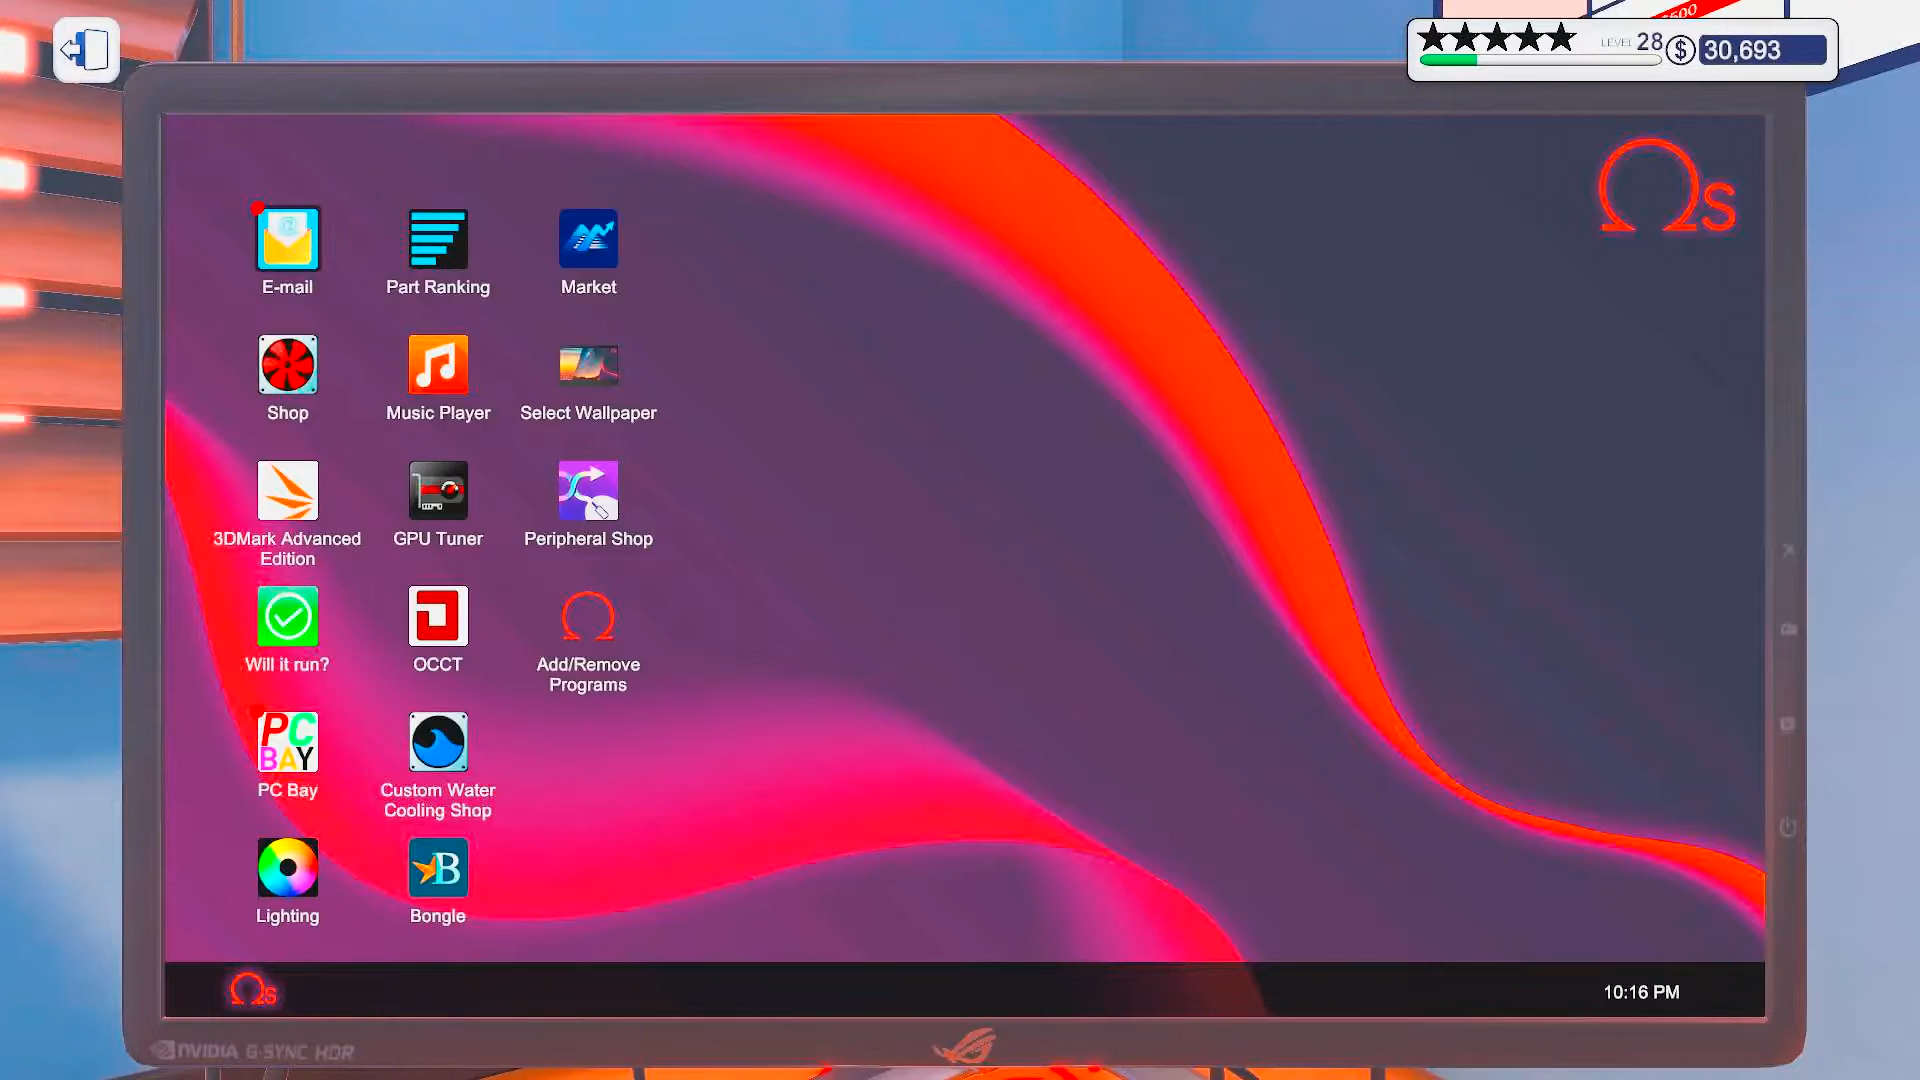 $500
LEVEL 28 $ 30,693
Ωs
E-mail
Part Ranking
Market
Shop
Music Player
Select Wallpaper
3DMark Advanced
Edition
GPU Tuner
Peripheral Shop
Will it run?
OCCT
Add/Remove
Programs
PC
BAY
PC Bay
Custom Water
Cooling Shop
B
Lighting
Bongle
Ωs
10:16 PM
NVIDIA G-SYNC HDR